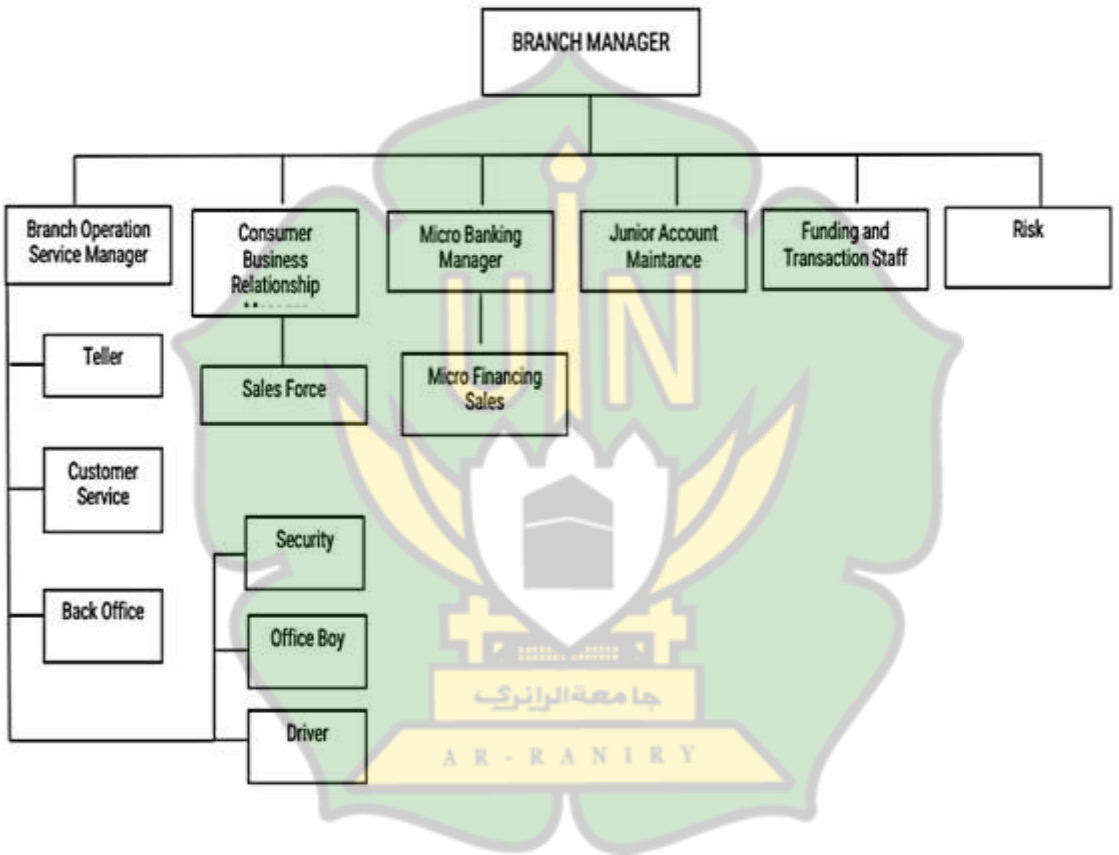 BRANCH MANAGER
Branch Operation
Service Manager
Consumer
Business
Relationship
Micro Banking
Manager
Junior Account
Maintance
Funding and
Transaction Staff
Risk
Teller
Sales Force
Micro Financing
Sales
Customer
Service
Security
Back Office
Office Boy
Driver
UIN
جامعة الرانري
AR-RANIRY